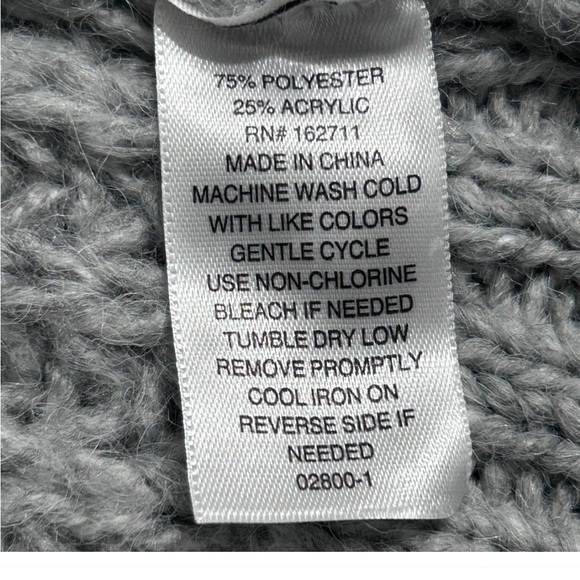 75% POLYESTER
25% ACRYLIC
RN# 162711
MADE IN CHINA
MACHINE WASH COLD
WITH LIKE COLORS
GENTLE CYCLE
USE NON-CHLORINE
BLEACH IF NEEDED
TUMBLE DRY LOW
REMOVE PROMPTLY
COOL IRON ON
REVERSE SIDE IF
NEEDED
02800-1